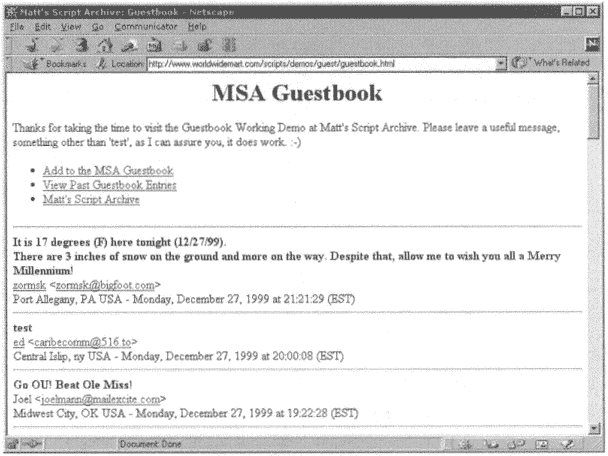 Matt's Script Archive: Guestbook - Netscape
File Edit View Go Communicator Help
Bookmarks Location: http://www.worldwidemart.com/scripts/demos/guest/guestbook.html What's Related
MSA Guestbook
Thanks for taking the time to visit the Guestbook Working Demo at Matt's Script Archive. Please leave a useful message,
something other than 'test', as I can assure you, it does work. :-)
• Add to the MSA Guestbook
• View Past Guestbook Entries
• Matt's Script Archive
It is 17 degrees (F) here tonight (12/27/99).
There are 3 inches of snow on the ground and more on the way. Despite that, allow me to wish you all a Merry
Millennium!
zormsk <zormsk@bigfoot.com>
Port Allegany, PA USA - Monday, December 27, 1999 at 21:21:29 (EST)
test
ed <caribecomm@516.to>
Central Islip, ny USA - Monday, December 27, 1999 at 20:00:08 (EST)
Go OU! Beat Ole Miss!
Joel <joelmann@mailexcite.com>
Midwest City, OK USA - Monday, December 27, 1999 at 19:22:28 (EST)
Document: Done